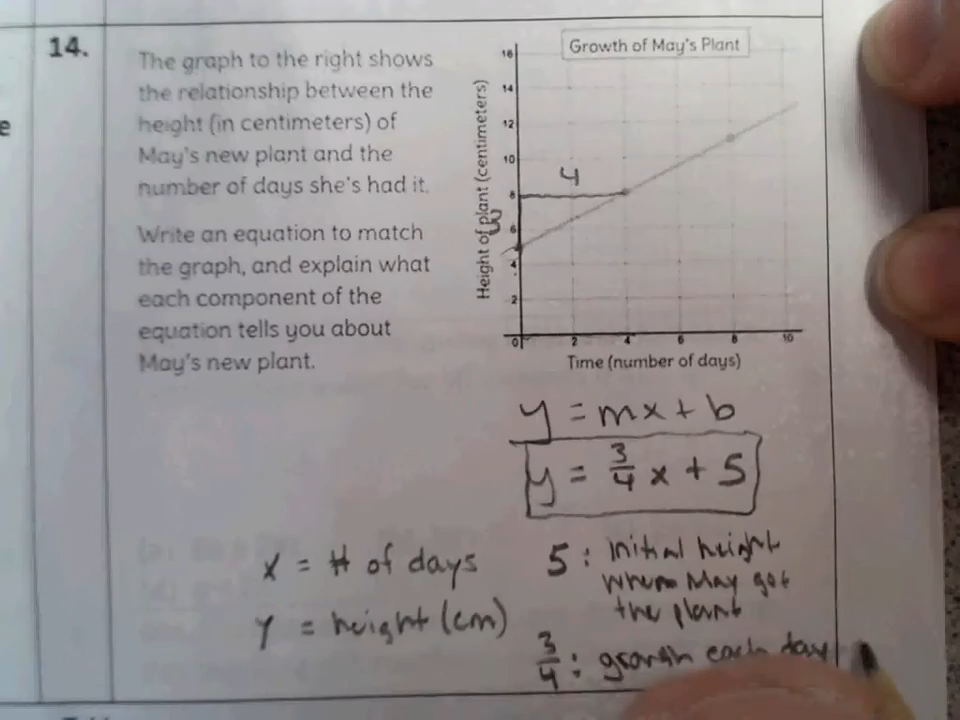 14.
The graph to the right shows
the relationship between the
height (in centimeters) of
May's new plant and the
number of days she's had it.
Write an equation to match
the graph, and explain what
each component of the
equation tells you about
May's new plant.
Growth of May's Plant
Height of plant (centimeters)
16
14
12
10
8
6
4
2
0
2
4
6
8
10
Time (number of days)
4
3
y = mx + b
y = 3/4 x + 5
x = # of days
y = height (cm)
5 : initial height
when May got
the plant
3/4 : growth each day
e